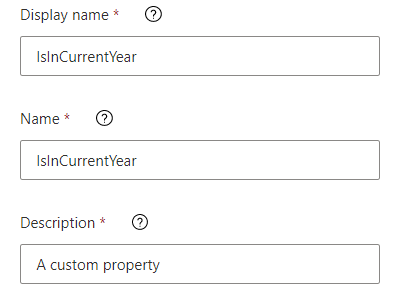 Display name *
IsInCurrentYear
Name *
IsInCurrentYear
Description *
A custom property